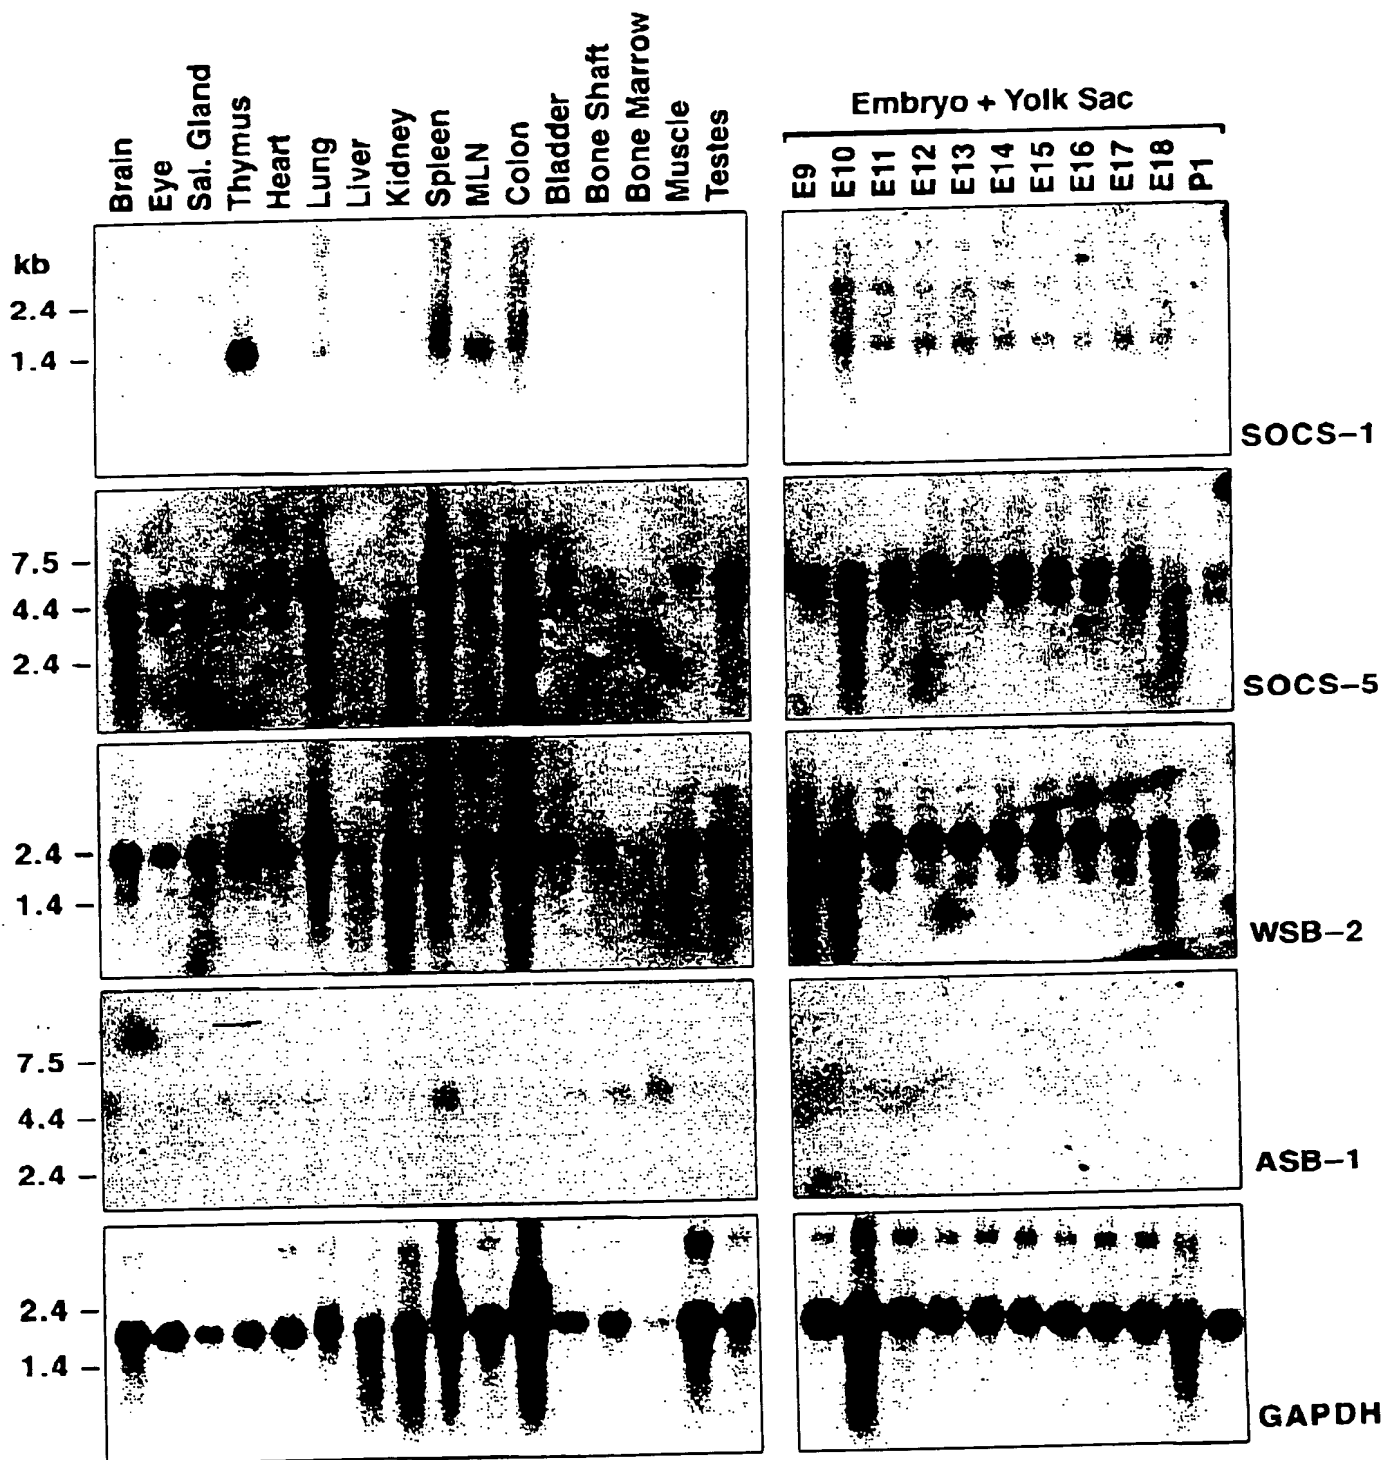 Brain
Eye
Sal. Gland
Thymus
Heart
Lung
Liver
Kidney
Spleen
MLN
Colon
Bladder
Bone Shaft
Bone Marrow
Muscle
Testes
Embryo + Yolk Sac
E9
E10
E11
E12
E13
E14
E15
E16
E17
E18
P1
kb
2.4
1.4
SOCS-1
7.5
4.4
2.4
SOCS-5
2.4
1.4
WSB-2
7.5
4.4
2.4
ASB-1
2.4
1.4
GAPDH